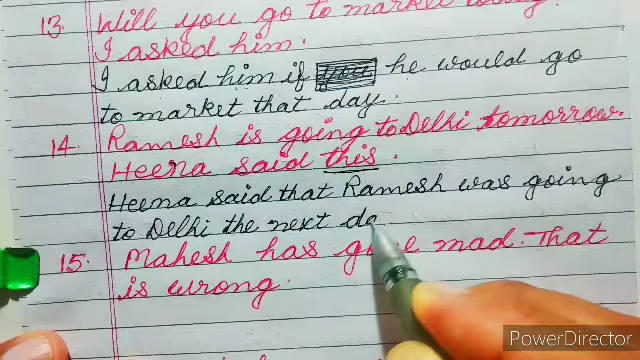 13. Will you go to market today?
I asked him.
I asked him if he would go
to market that day.
14. Ramesh is going to Delhi tomorrow.
Heena said this.
Heena said that Ramesh was going
to Delhi the next da
15. Mahesh has gone mad. That
is wrong.
PowerDirector